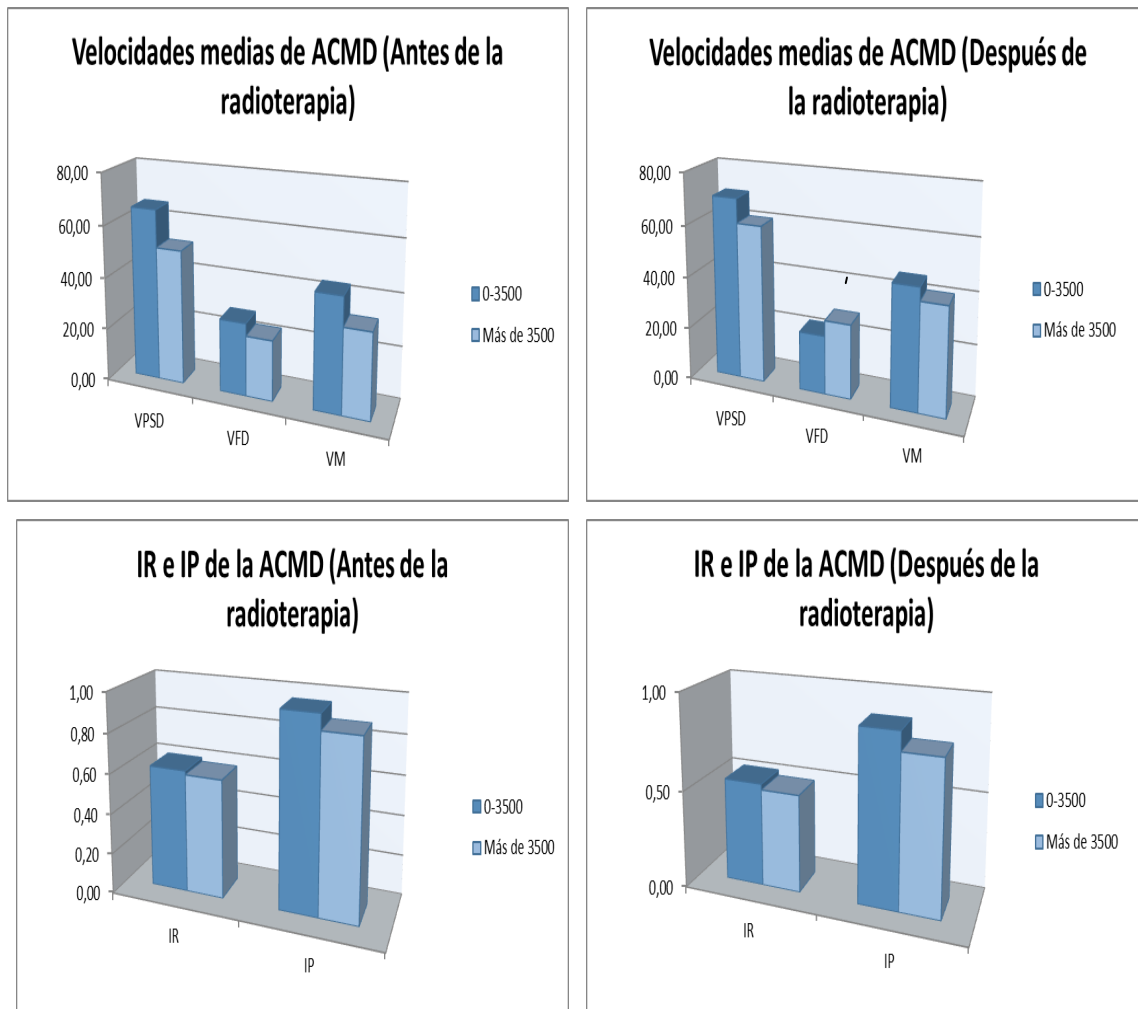 Velocidades medias de ACMD (Antes de la
radioterapia)
80,00
60,00
40,00
20,00
0,00
VPSD
VFD
VM
0-3500
Más de 3500
Velocidades medias de ACMD (Después de
la radioterapia)
80,00
60,00
40,00
20,00
0,00
VPSD
VFD
VM
0-3500
Más de 3500
IR e IP de la ACMD (Antes de la
radioterapia)
1,00
0,80
0,60
0,40
0,20
0,00
IR
IP
0-3500
Más de 3500
IR e IP de la ACMD (Después de la
radioterapia)
1,00
0,50
0,00
IR
IP
0-3500
Más de 3500